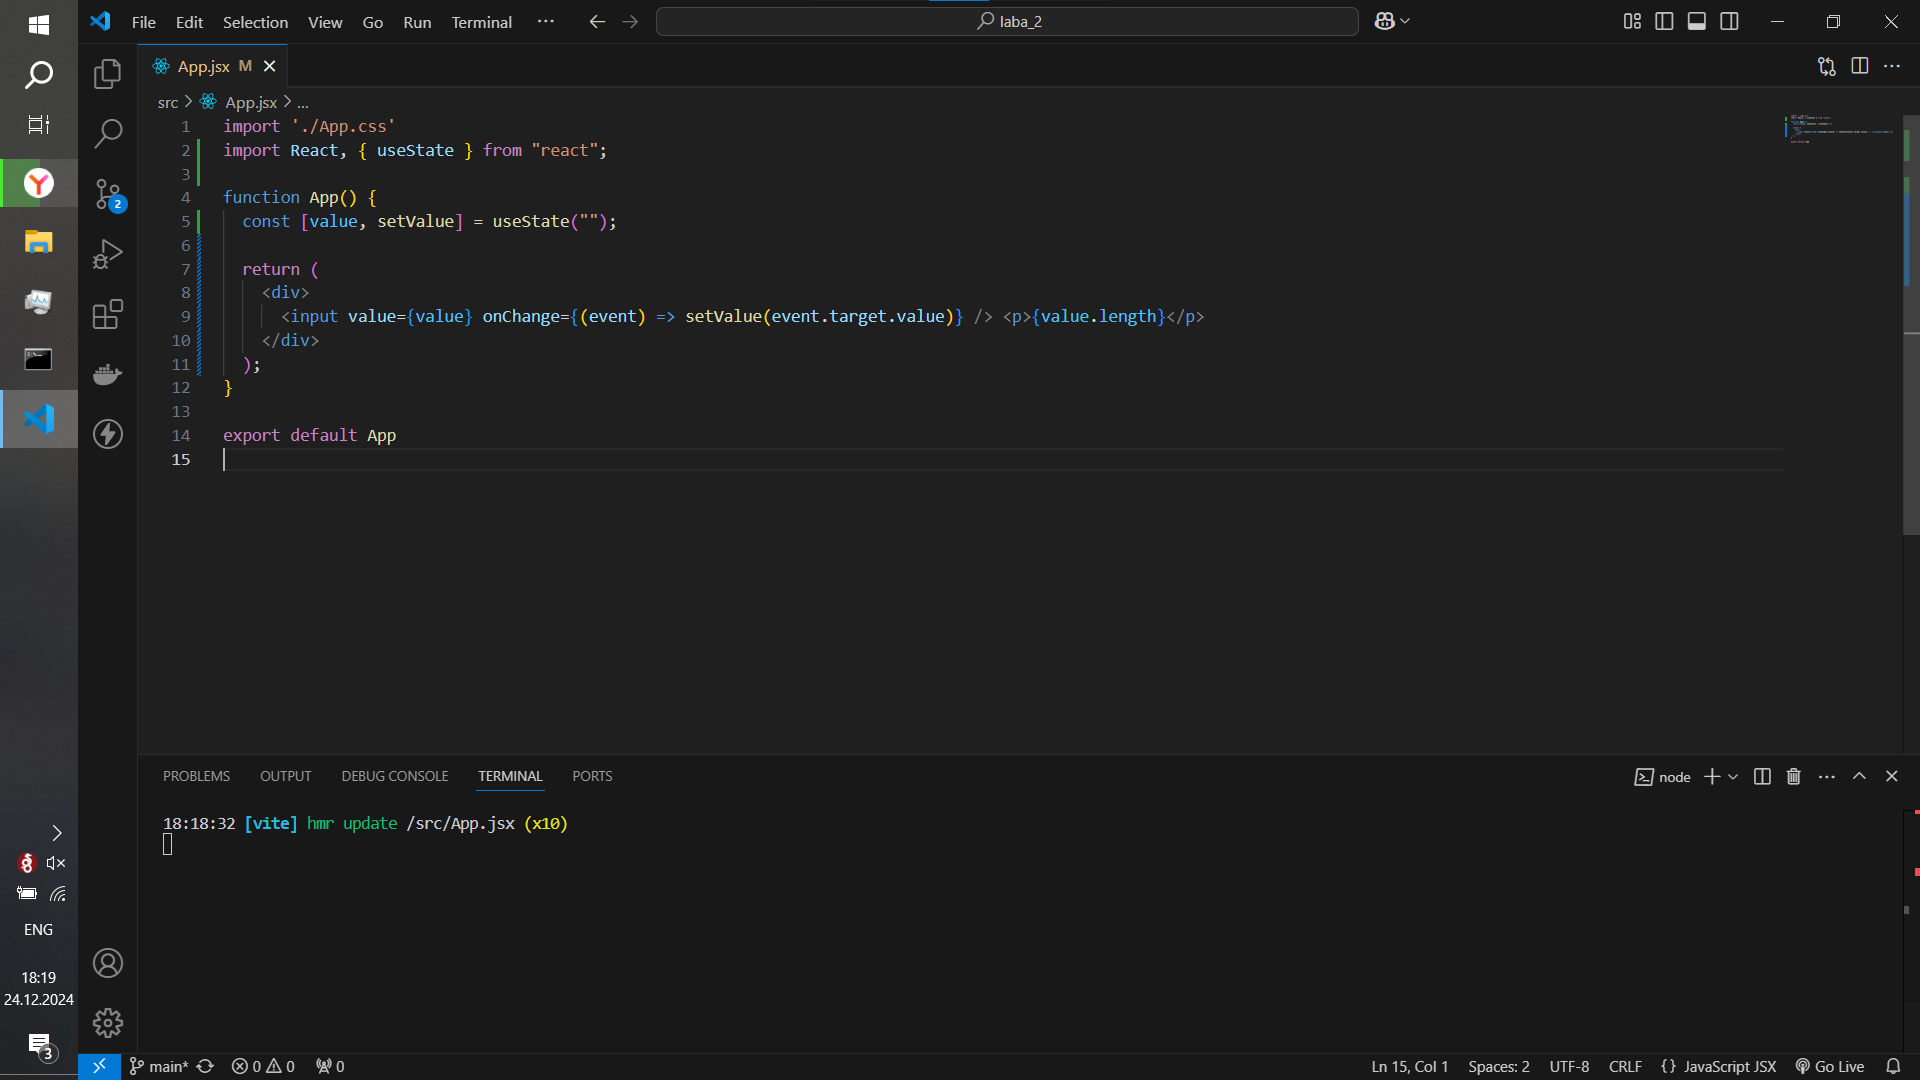 File Edit Selection View Go Run Terminal ··· laba_2
App.jsx M
src > App.jsx > ...
1 import './App.css'
2 import React, { useState } from "react";
3
4 function App() {
5 const [value, setValue] = useState("");
6
7 return (
8 <div>
9 <input value={value} onChange={(event) => setValue(event.target.value)} /> <p>{value.length}</p>
10 </div>
11 );
12 }
13
14 export default App
15
2
PROBLEMS OUTPUT DEBUG CONSOLE TERMINAL PORTS node
18:18:32 [vite] hmr update /src/App.jsx (x10)
ENG
18:19
24.12.2024
3
main* 0 0 0 Ln 15, Col 1 Spaces: 2 UTF-8 CRLF {} JavaScript JSX Go Live